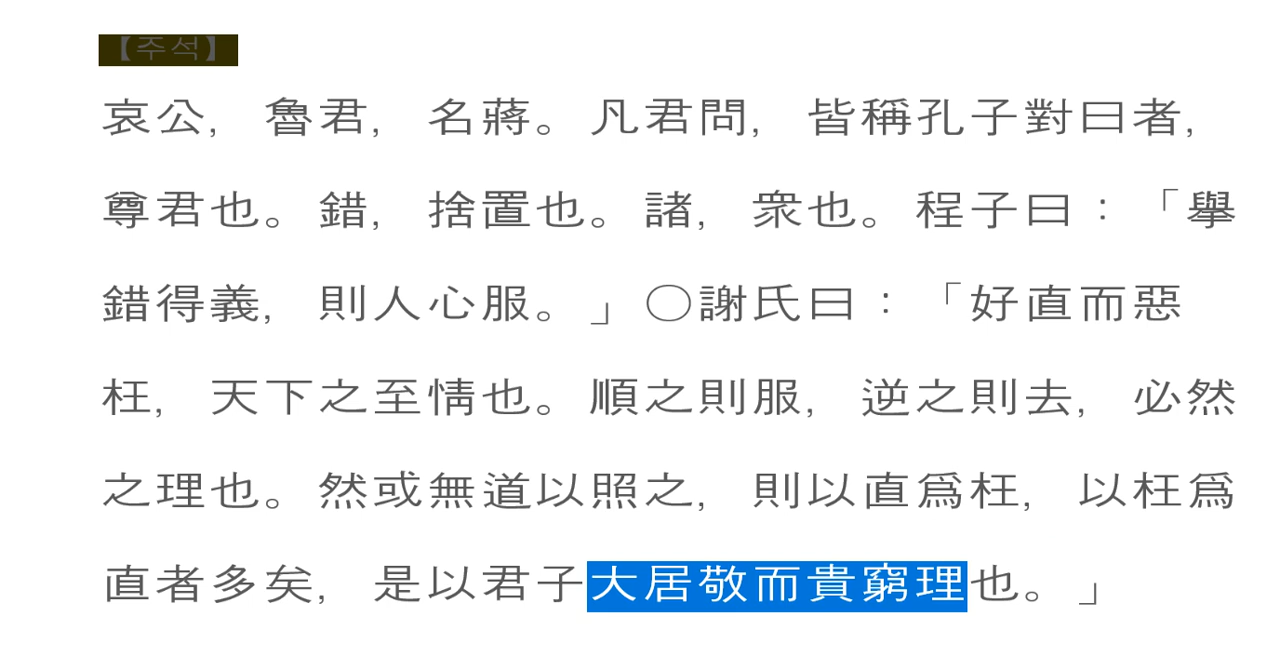 【주석】
哀公, 魯君, 名蔣。凡君問, 皆稱孔子對曰者,
尊君也。錯, 捨置也。諸, 衆也。程子曰：「擧
錯得義, 則人心服。」○謝氏曰：「好直而惡
枉, 天下之至情也。順之則服, 逆之則去, 必然
之理也。然或無道以照之, 則以直爲枉, 以枉爲
直者多矣, 是以君子大居敬而貴窮理也。」